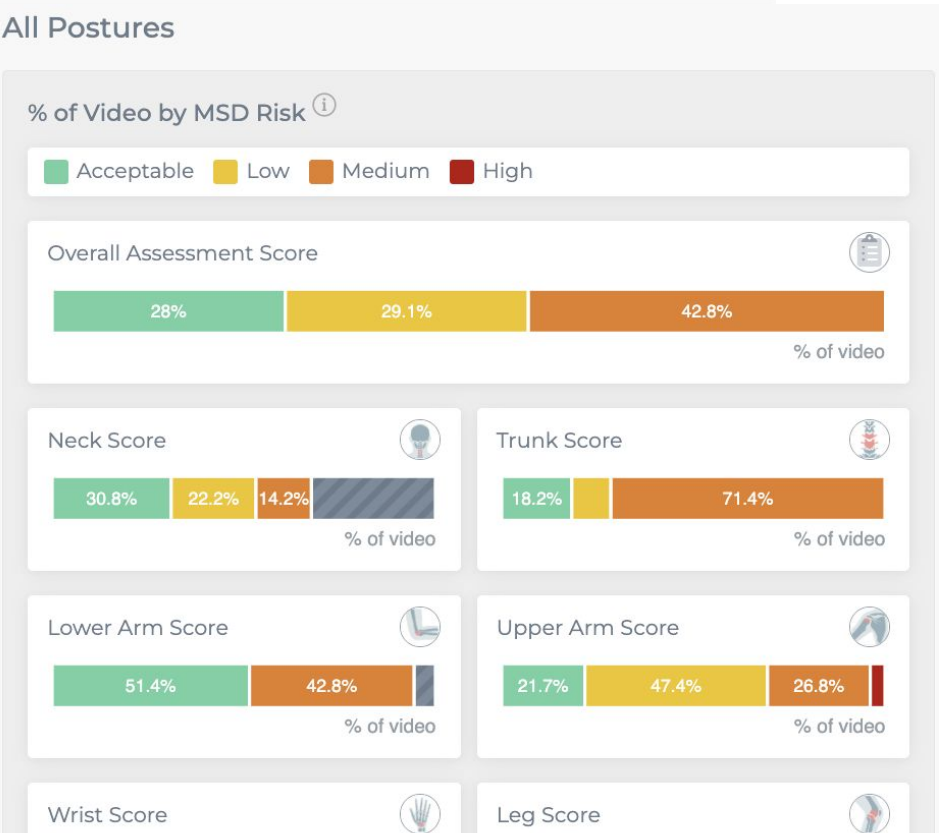 All Postures
% of Video by MSD Risk i
Acceptable Low Medium High
Overall Assessment Score
28% 29.1% 42.8%
% of video
Neck Score
30.8% 22.2% 14.2%
% of video
Trunk Score
18.2% 71.4%
% of video
Lower Arm Score
51.4% 42.8%
% of video
Upper Arm Score
21.7% 47.4% 26.8%
% of video
Wrist Score
Leg Score